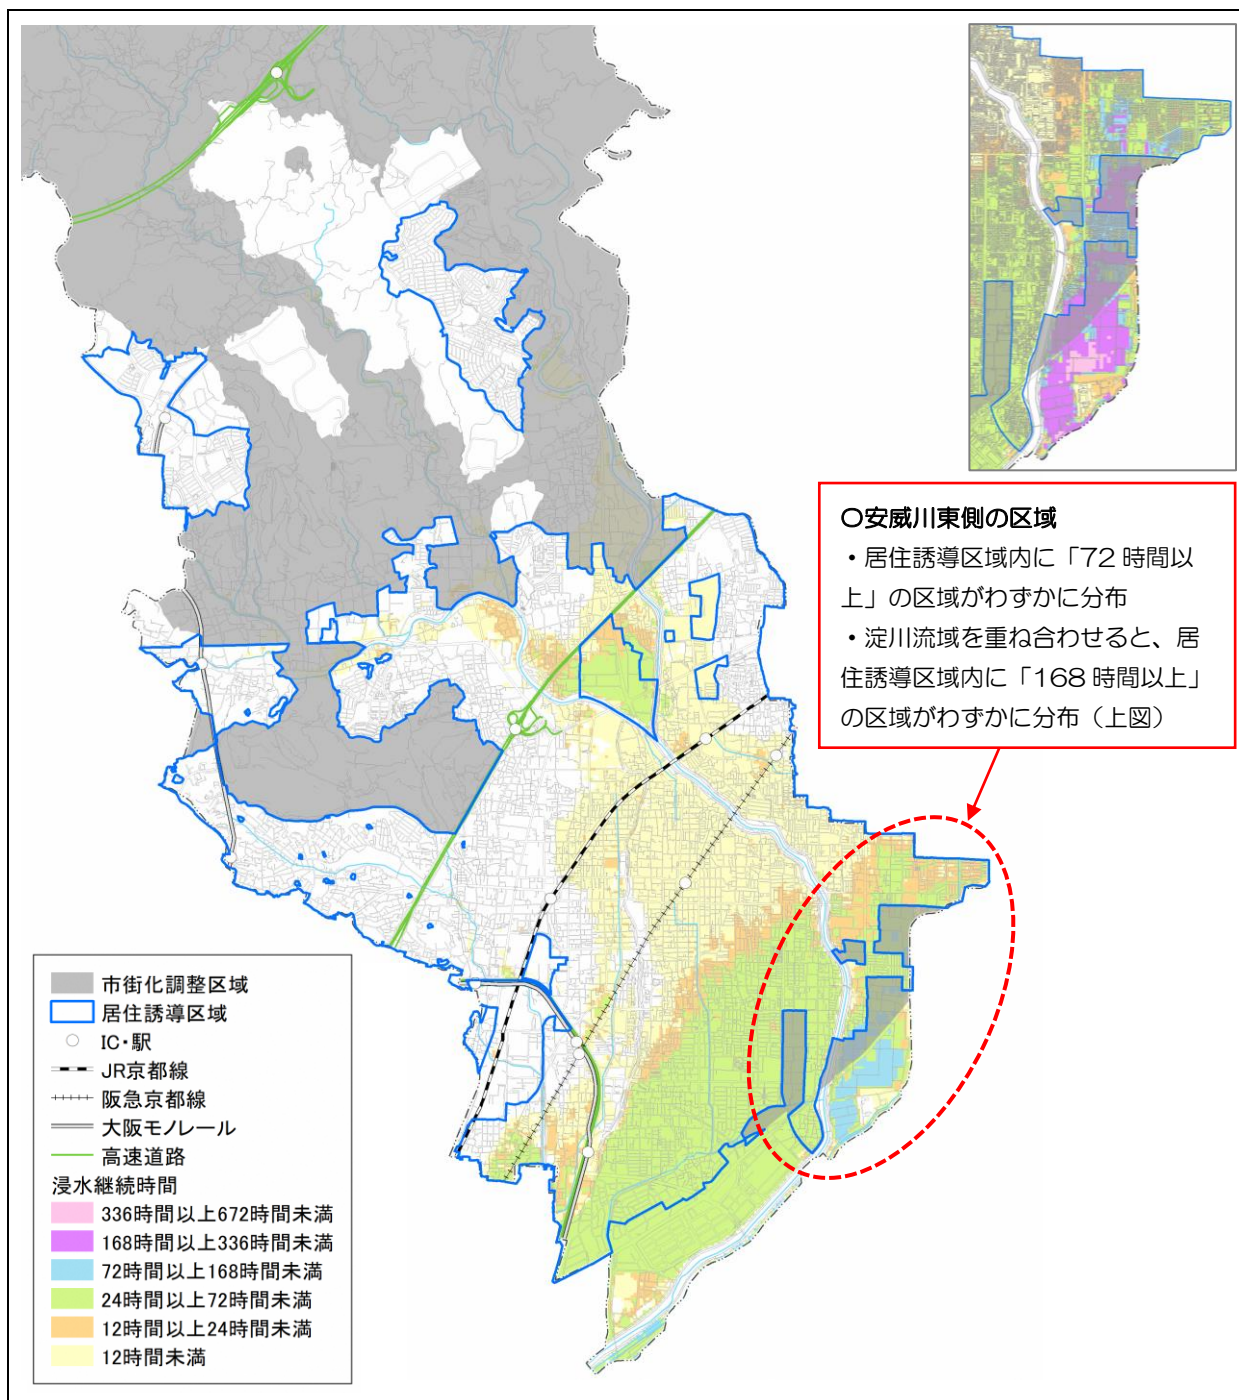 〇安威川東側の区域
・居住誘導区域内に「72 時間以
上」の区域がわずかに分布
・淀川流域を重ね合わせると、居
住誘導区域内に「168 時間以上」
の区域がわずかに分布（上図）
市街化調整区域
居住誘導区域
IC・駅
JR京都線
阪急京都線
大阪モノレール
高速道路
浸水継続時間
336時間以上672時間未満
168時間以上336時間未満
72時間以上168時間未満
24時間以上72時間未満
12時間以上24時間未満
12時間未満